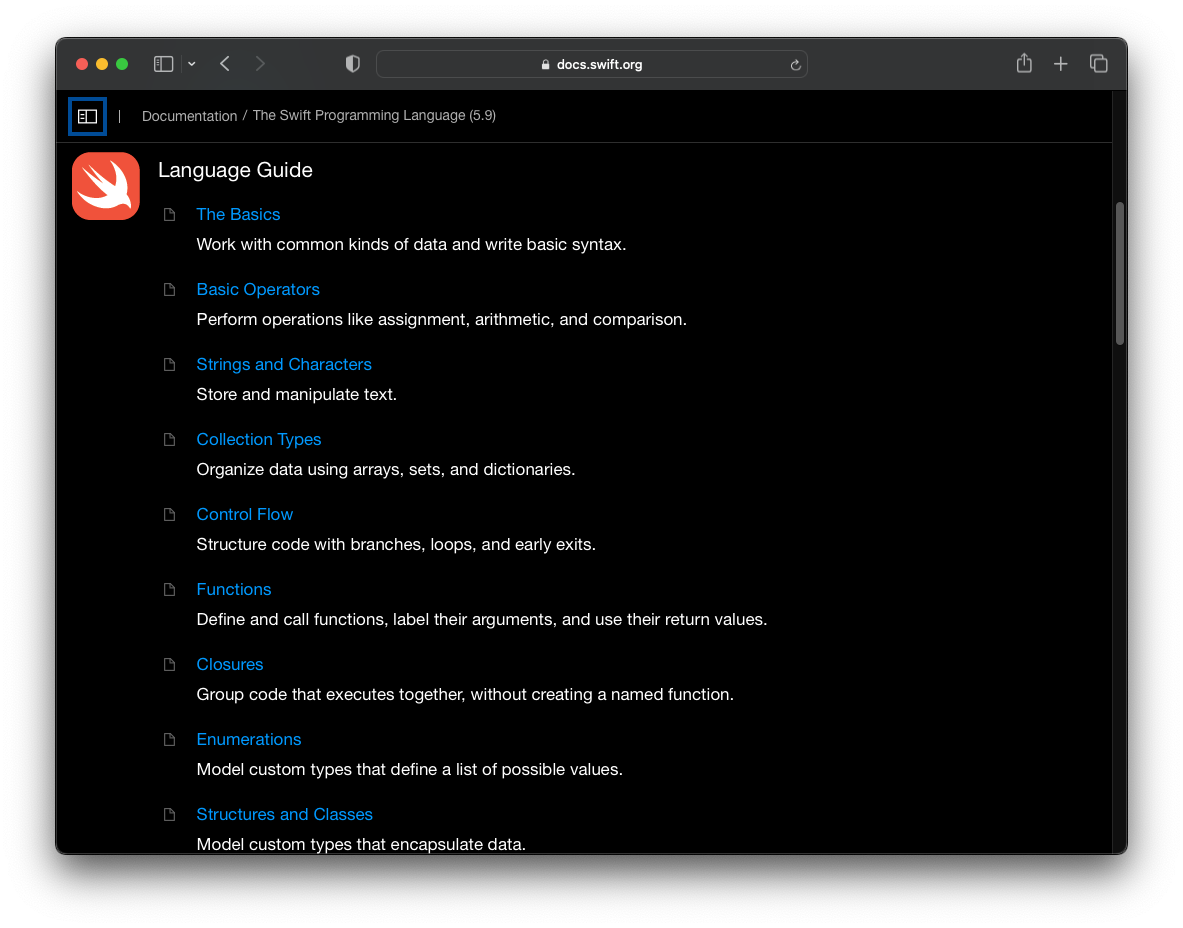 docs.swift.org
Documentation / The Swift Programming Language (5.9)
Language Guide
The Basics
Work with common kinds of data and write basic syntax.
Basic Operators
Perform operations like assignment, arithmetic, and comparison.
Strings and Characters
Store and manipulate text.
Collection Types
Organize data using arrays, sets, and dictionaries.
Control Flow
Structure code with branches, loops, and early exits.
Functions
Define and call functions, label their arguments, and use their return values.
Closures
Group code that executes together, without creating a named function.
Enumerations
Model custom types that define a list of possible values.
Structures and Classes
Model custom types that encapsulate data.